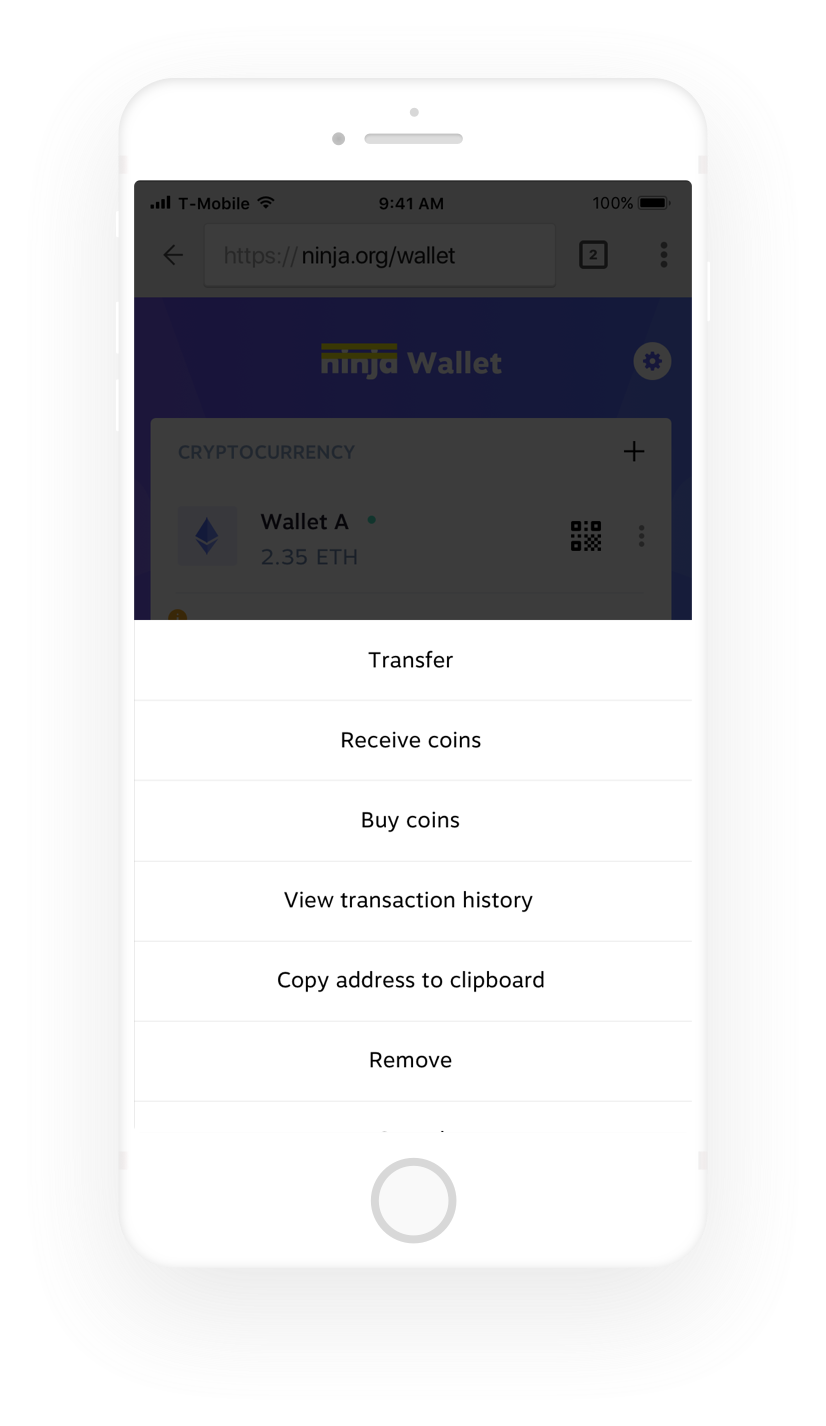 T-Mobile 9:41 AM 100%
https:// ninja.org/wallet 2
ninja Wallet
CRYPTOCURRENCY
Wallet A
2.35 ETH
Transfer
Receive coins
Buy coins
View transaction history
Copy address to clipboard
Remove